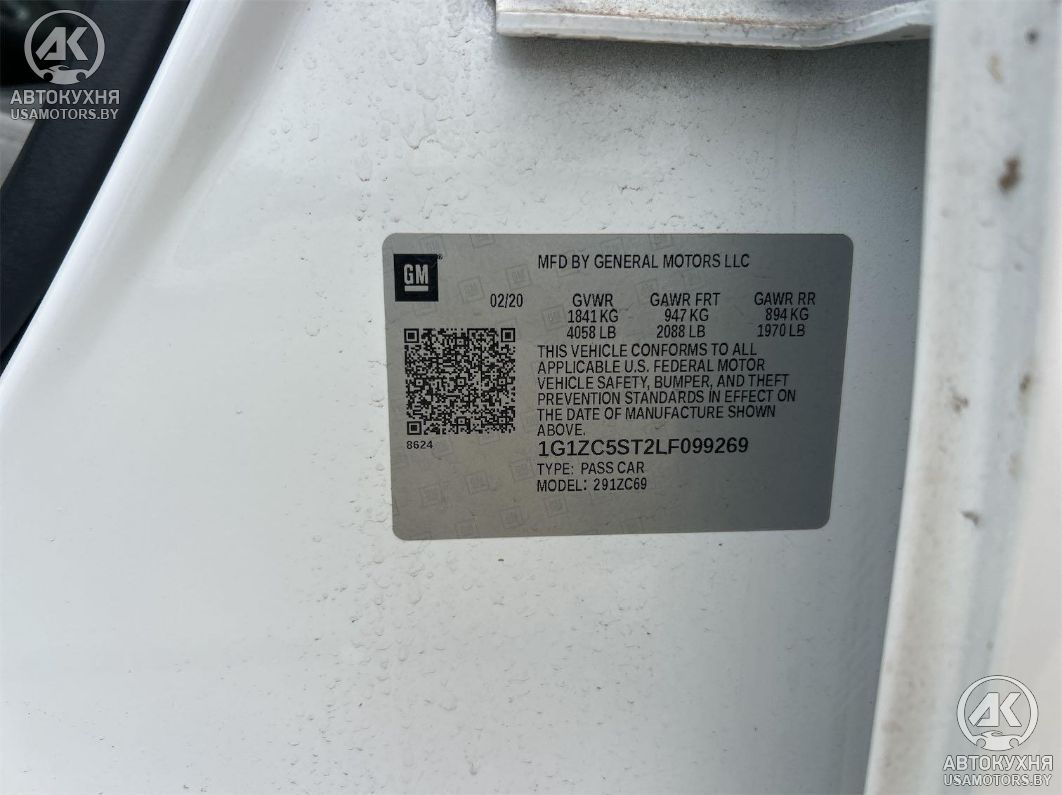 AK
АВТОКУХНЯ
USAMOTORS.BY
GM
MFD BY GENERAL MOTORS LLC
02/20 GVWR GAWR FRT GAWR RR
1841 KG 947 KG 894 KG
4058 LB 2088 LB 1970 LB
THIS VEHICLE CONFORMS TO ALL
APPLICABLE U.S. FEDERAL MOTOR
VEHICLE SAFETY, BUMPER, AND THEFT
PREVENTION STANDARDS IN EFFECT ON
THE DATE OF MANUFACTURE SHOWN
ABOVE.
8624
1G1ZC5ST2LF099269
TYPE: PASS CAR
MODEL: 291ZC69
AK
АВТОКУХНЯ
USAMOTORS.BY